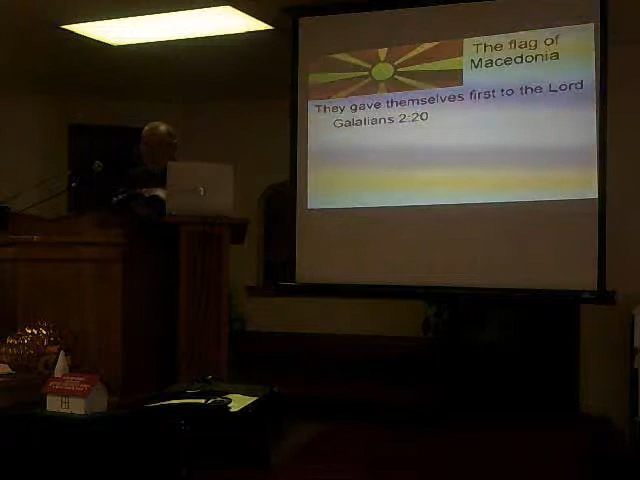 The flag of
Macedonia
They gave themselves first to the Lord
Galatians 2:20